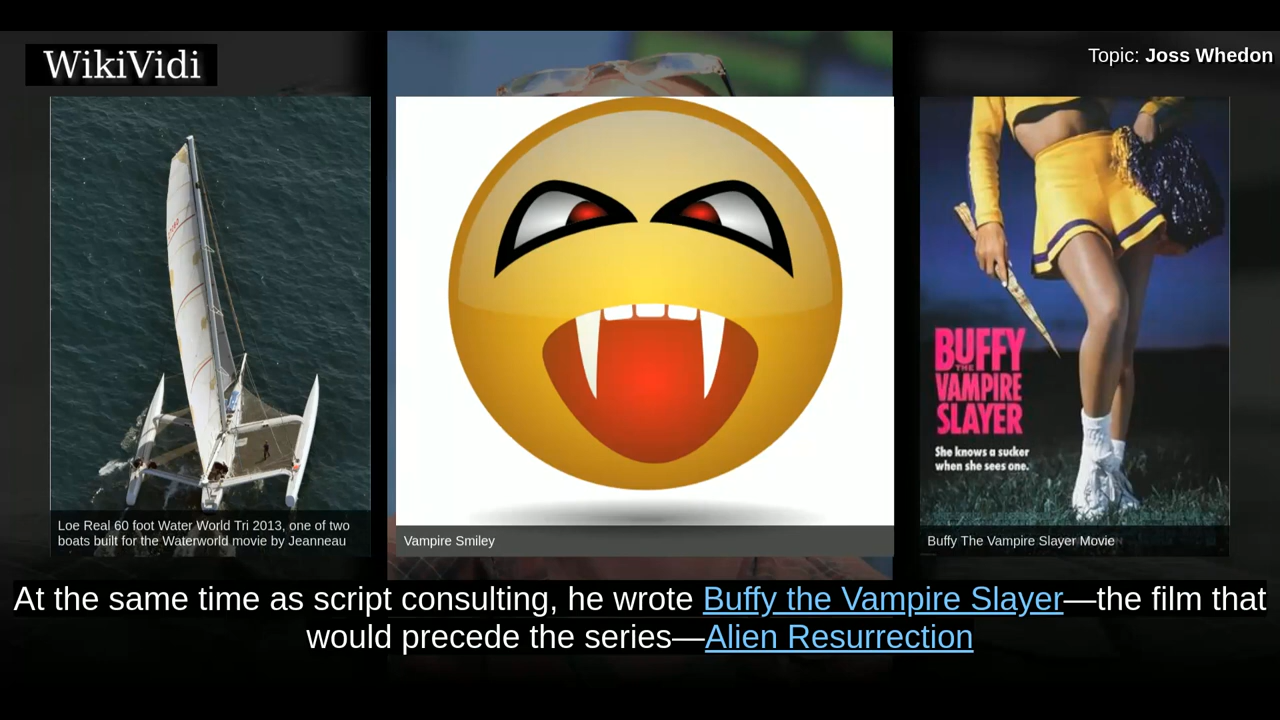 WikiVidi
Topic: Joss Whedon
Loe Real 60 foot Water World Tri 2013, one of two
boats built for the Waterworld movie by Jeanneau
Vampire Smiley
BUFFY
THE
VAMPIRE
SLAYER
She knows a sucker
when she sees one.
Buffy The Vampire Slayer Movie
At the same time as script consulting, he wrote Buffy the Vampire Slayer—the film that
would precede the series—Alien Resurrection